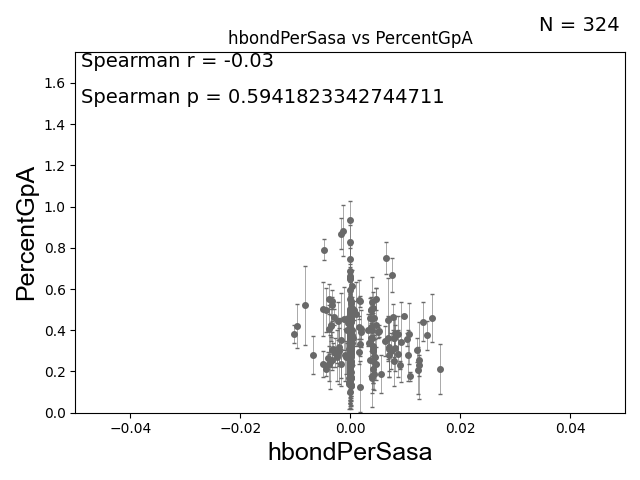 N = 324
hbondPerSasa vs PercentGpA
Spearman r = -0.03
Spearman p = 0.5941823342744711
PercentGpA
1.6
1.4
1.2
1.0
0.8
0.6
0.4
0.2
0.0
−0.04 −0.02 0.00 0.02 0.04
hbondPerSasa